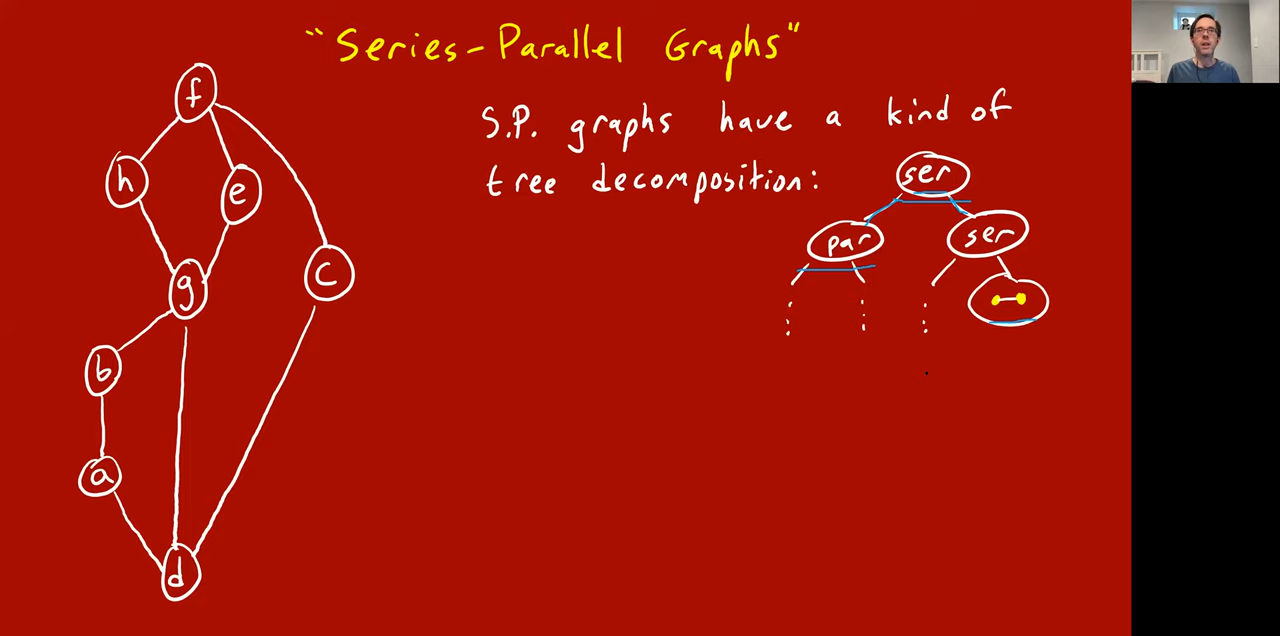 "Series-Parallel Graphs"
S.P. graphs have a kind of
tree decomposition:
ser
par
ser
f
h
e
g
c
b
a
d